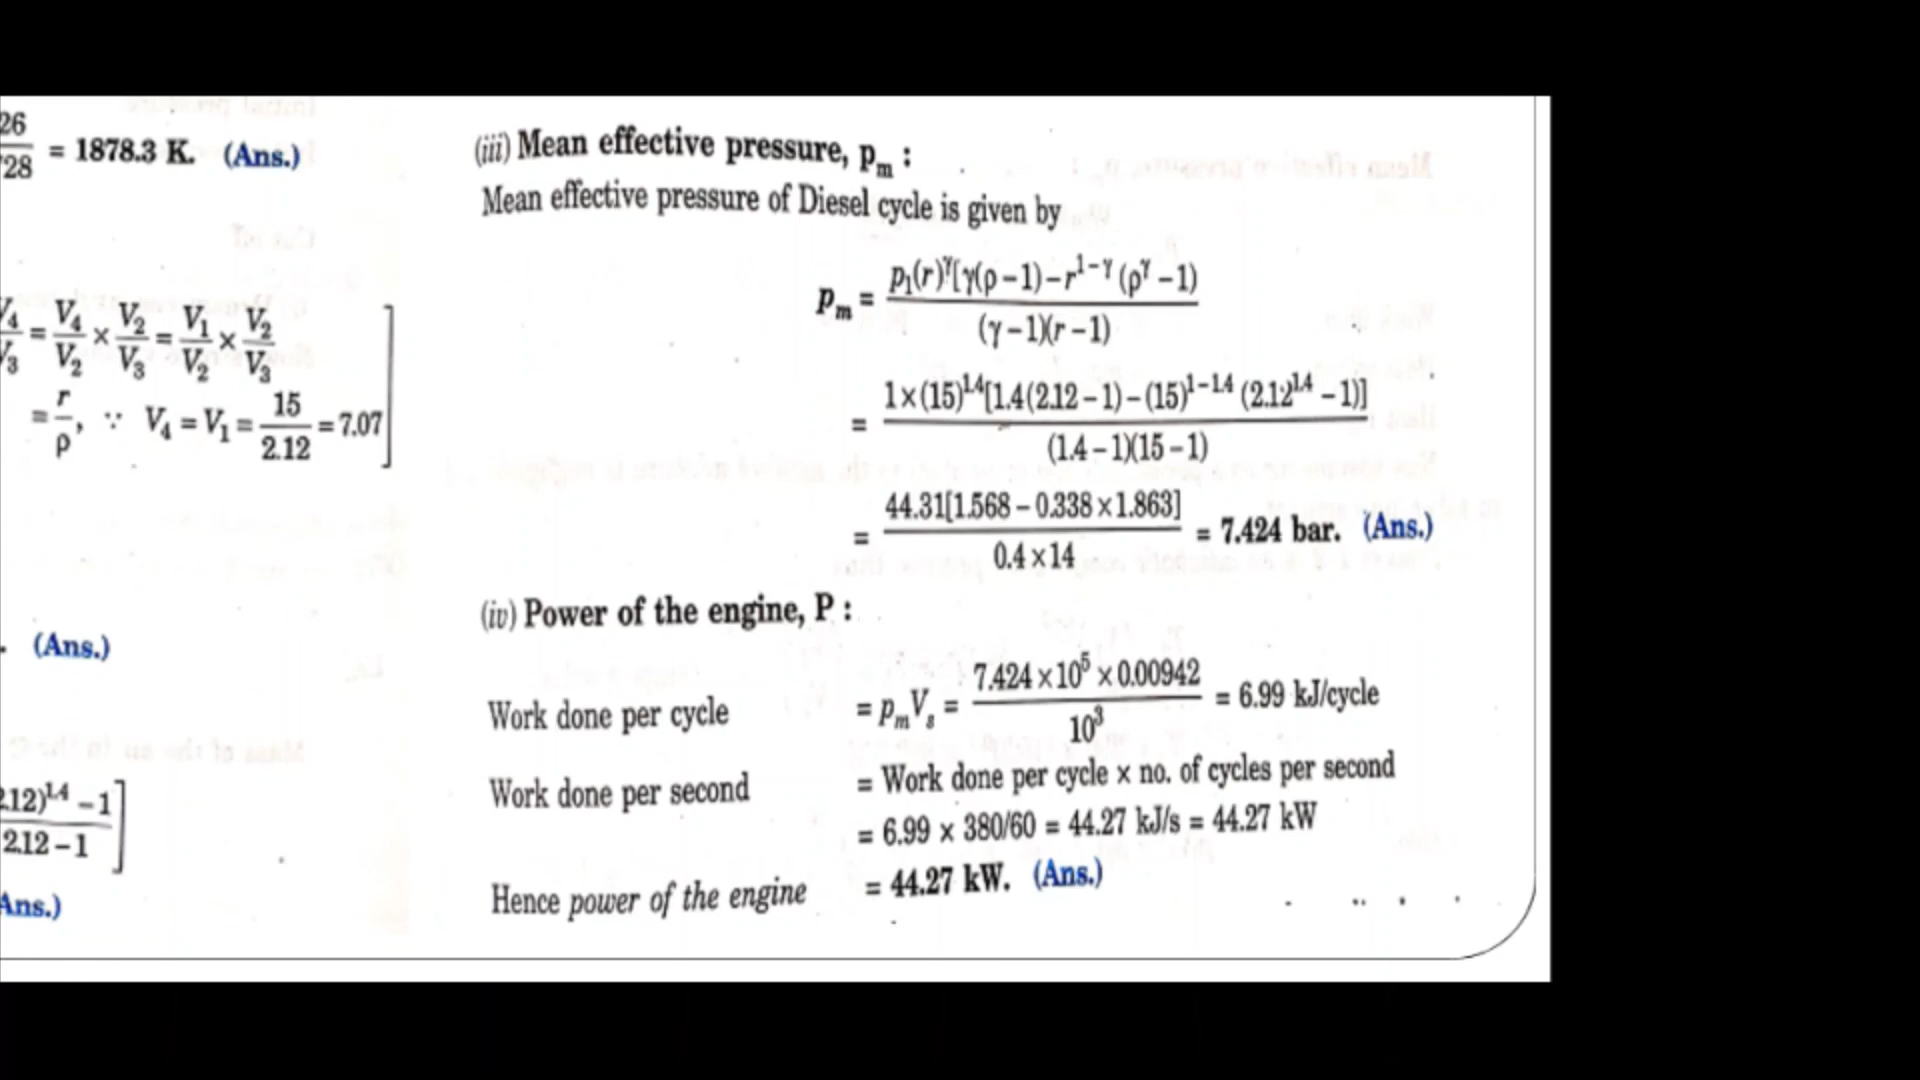 26
/28 = 1878.3 K. (Ans.)
V4/V3 = V4/V2 × V2/V3 = V1/V2 × V2/V3
= r/ρ, ∵ V4 = V1 = 15/2.12 = 7.07
. (Ans.)
2.12)^1.4 – 1
2.12 – 1
Ans.)
(iii) Mean effective pressure, pm :
Mean effective pressure of Diesel cycle is given by
pm = p1(r)^γ[γ(ρ – 1) – r^1–γ (ρ^γ – 1)
(γ – 1)(r – 1)
= 1×(15)^1.4[1.4(2.12 – 1) – (15)^1–1.4 (2.12^1.4 – 1)]
(1.4 – 1)(15 – 1)
= 44.31[1.568 – 0.338 × 1.863]
0.4 × 14
= 7.424 bar. (Ans.)
(iv) Power of the engine, P :
Work done per cycle = pmVs = 7.424 × 10^5 × 0.00942
10^3
= 6.99 kJ/cycle
Work done per second = Work done per cycle × no. of cycles per second
= 6.99 × 380/60 = 44.27 kJ/s = 44.27 kW
Hence power of the engine = 44.27 kW. (Ans.)